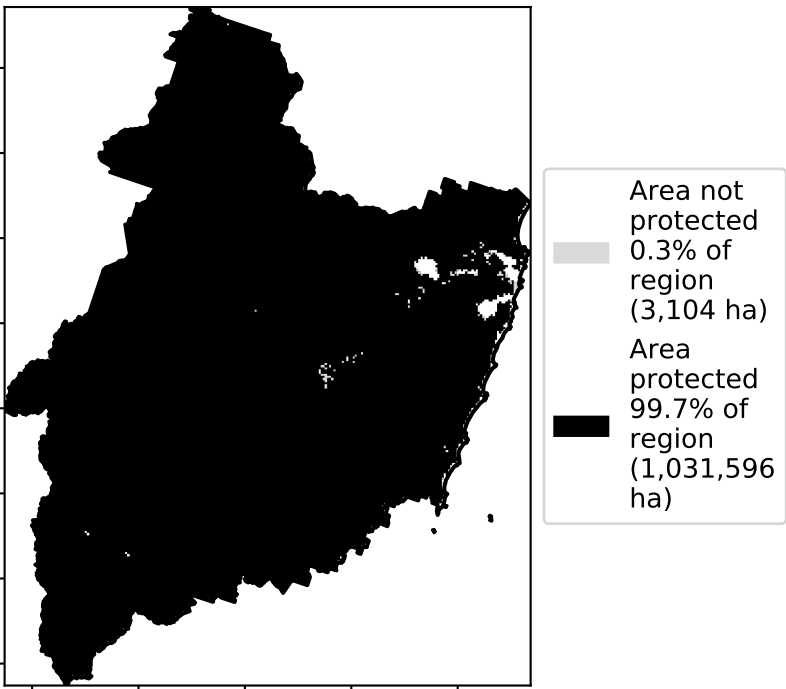 Area not
protected
0.3% of
region
(3,104 ha)
Area
protected
99.7% of
region
(1,031,596
ha)